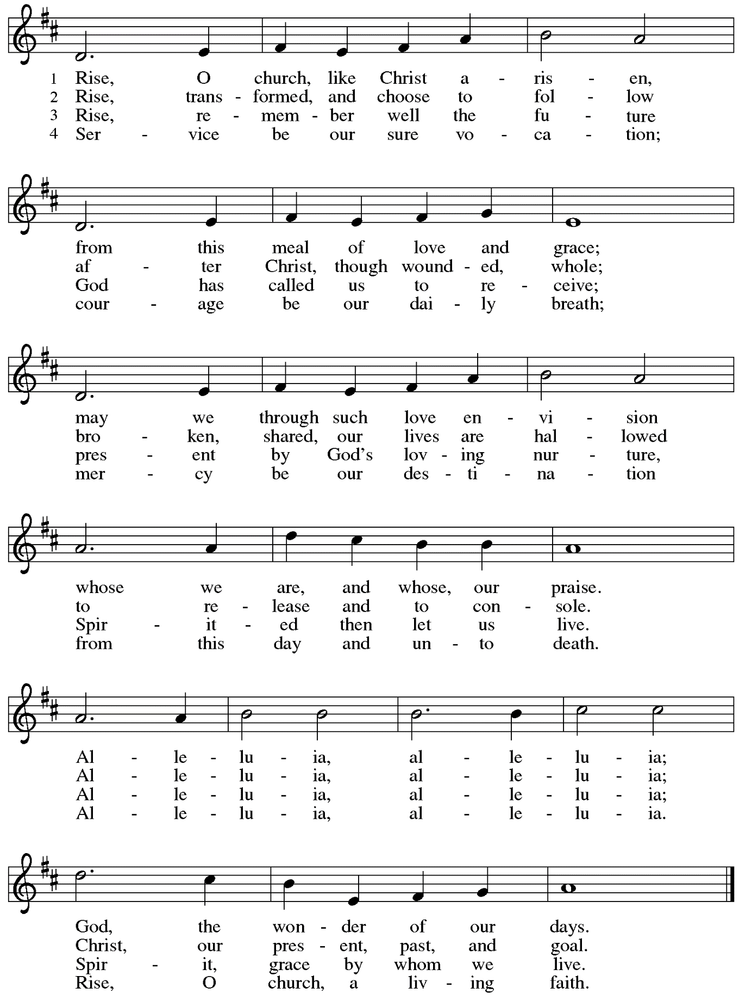 1 Rise, O church, like Christ a - ris - en,
2 Rise, trans - formed, and choose to fol - low
3 Rise, re - mem - ber well the fu - ture
4 Ser - vice be our sure vo - ca - tion;
from this meal of love and grace;
af - ter Christ, though wound - ed, whole;
God has called us to re - ceive;
cour - age be our dai - ly breath;
may we through such love en - vi - sion
bro - ken, shared, our lives are hal - lowed
pres - ent by God's lov - ing nur - ture,
mer - cy be our des - ti - na - tion
whose we are, and whose, our praise.
to re - lease and to con - sole.
Spir - it - ed then let us live.
from this day and un - to death.
Al - le - lu - ia, al - le - lu - ia;
Al - le - lu - ia, al - le - lu - ia;
Al - le - lu - ia, al - le - lu - ia;
Al - le - lu - ia, al - le - lu - ia.
God, the won - der of our days.
Christ, our pres - ent, past, and goal.
Spir - it, grace by whom we live.
Rise, O church, a liv - ing faith.